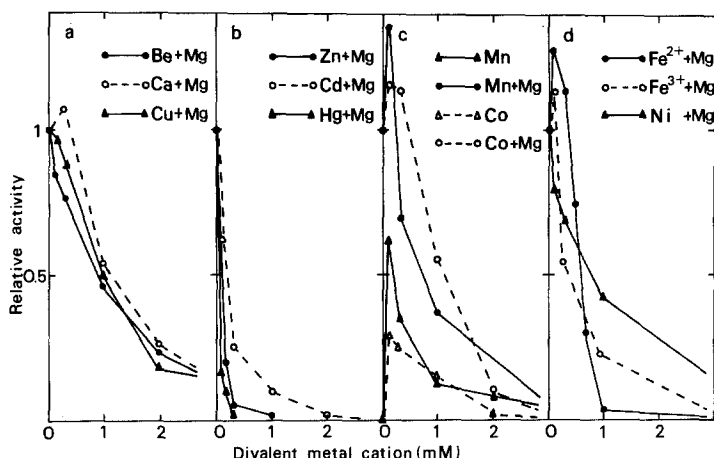 a
Be+Mg
Ca+Mg
Cu+Mg
b
Zn+Mg
Cd+Mg
Hg+Mg
c
Mn
Mn+Mg
Co
Co+Mg
d
Fe2++Mg
Fe3++Mg
Ni+Mg
1
0.5
0
Relative activity
0 1 2 0 1 2 0 1 2 0 1 2
Divalent metal cation(mM)